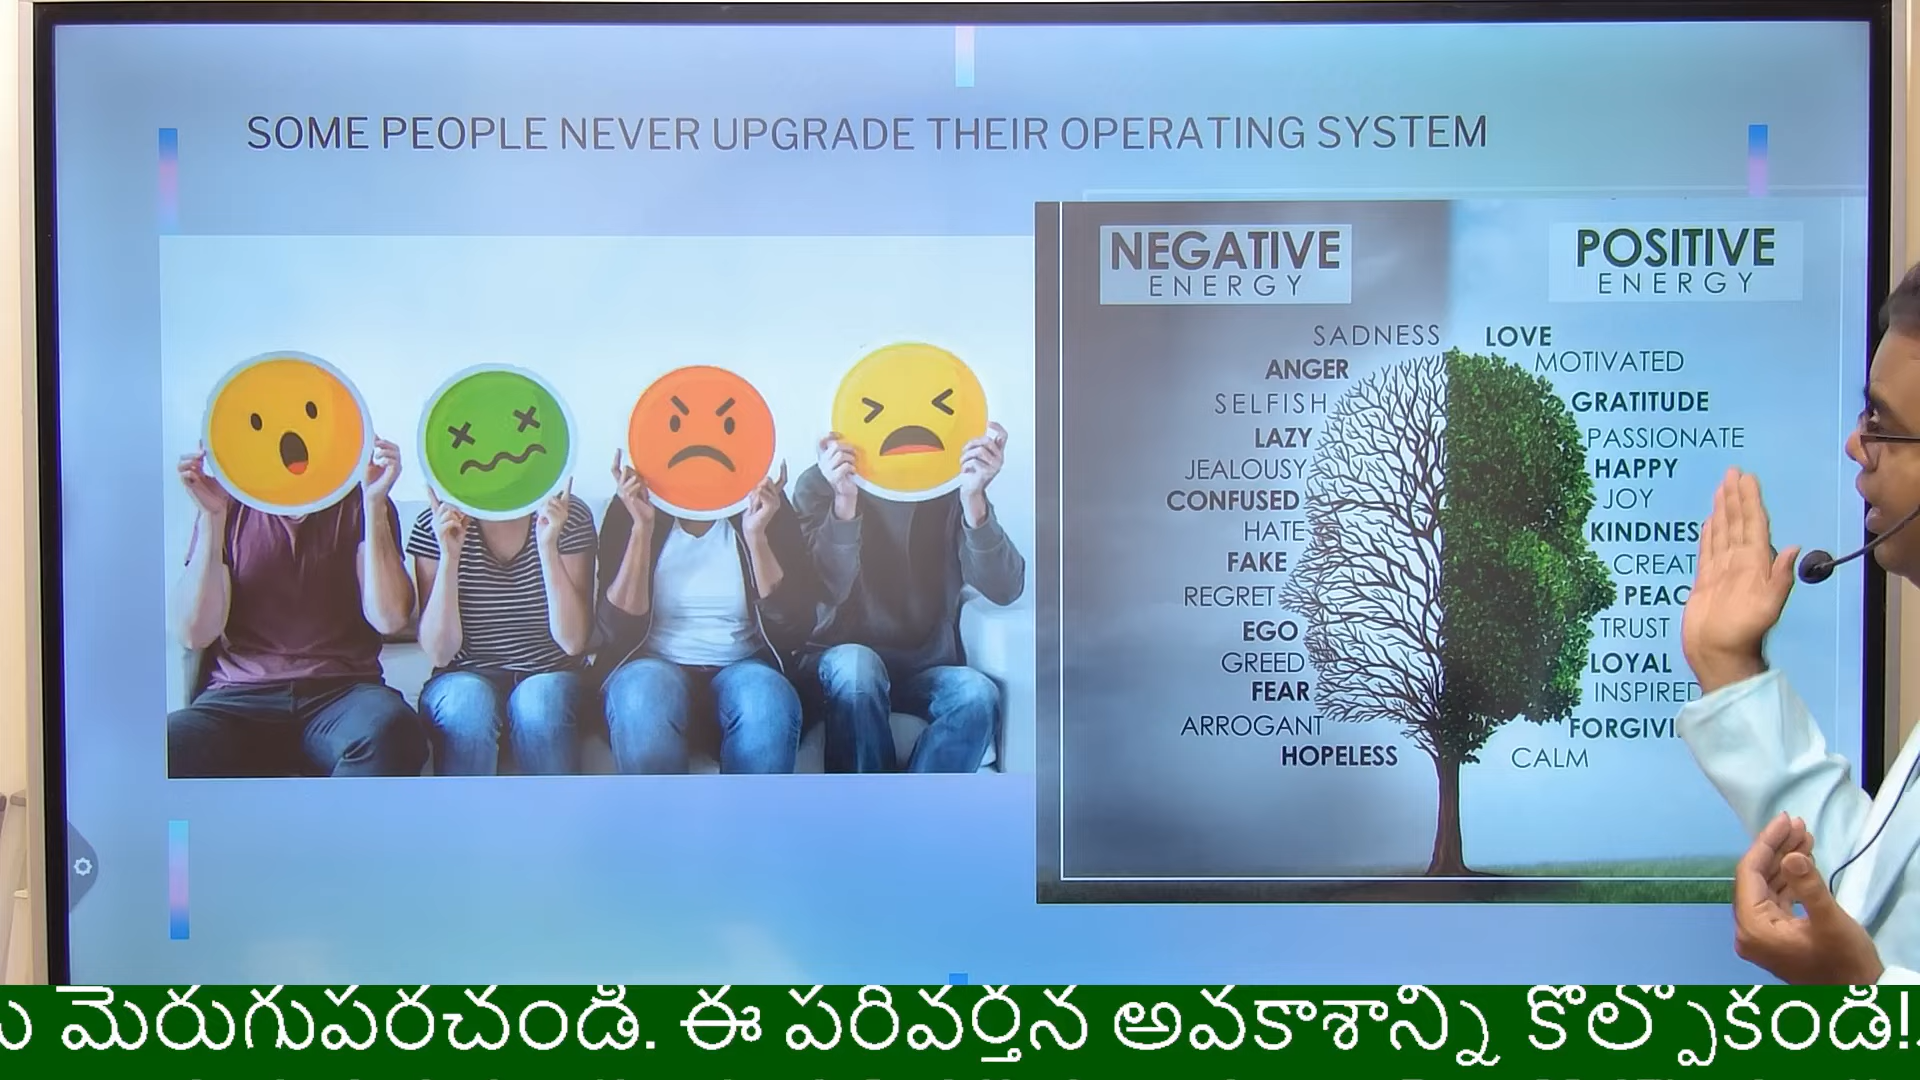 SOME PEOPLE NEVER UPGRADE THEIR OPERATING SYSTEM
NEGATIVE
ENERGY
SADNESS
ANGER
SELFISH
LAZY
JEALOUSY
CONFUSED
HATE
FAKE
REGRET
EGO
GREED
FEAR
ARROGANT
HOPELESS
POSITIVE
ENERGY
LOVE
MOTIVATED
GRATITUDE
PASSIONATE
HAPPY
JOY
TRUST
LOYAL
INSPIRED
CALM
మెరుగుపరచండి. ఈ పరివర్తన అవకాశాన్ని కోల్పోకండి!